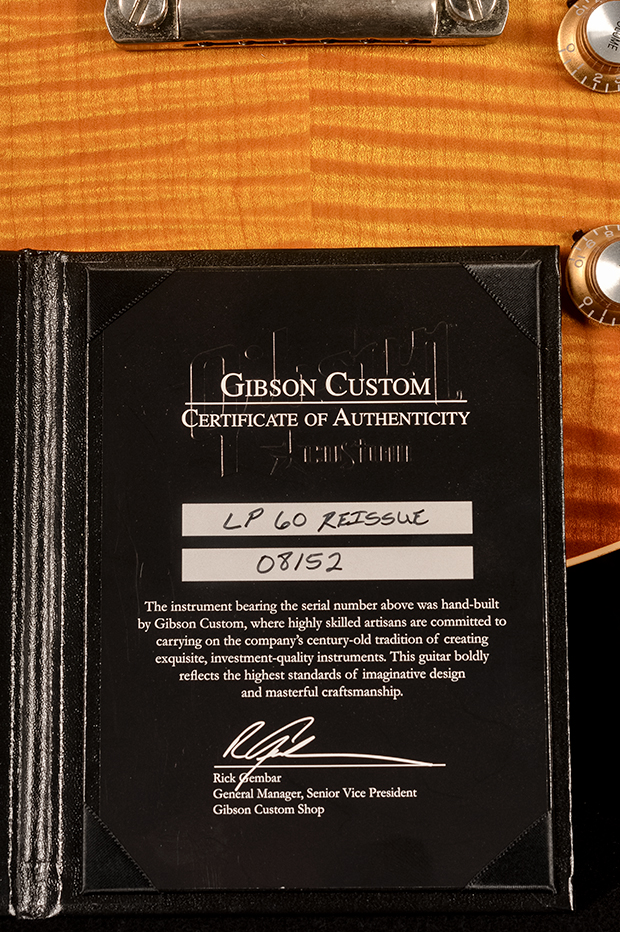 GIBSON CUSTOM
CERTIFICATE OF AUTHENTICITY
custom
LP 60 REISSUE
08152
The instrument bearing the serial number above was hand-built
by Gibson Custom, where highly skilled artisans are committed to
carrying on the company's century-old tradition of creating
exquisite, investment-quality instruments. This guitar boldly
reflects the highest standards of imaginative design
and masterful craftsmanship.
Rick Gembar
General Manager, Senior Vice President
Gibson Custom Shop